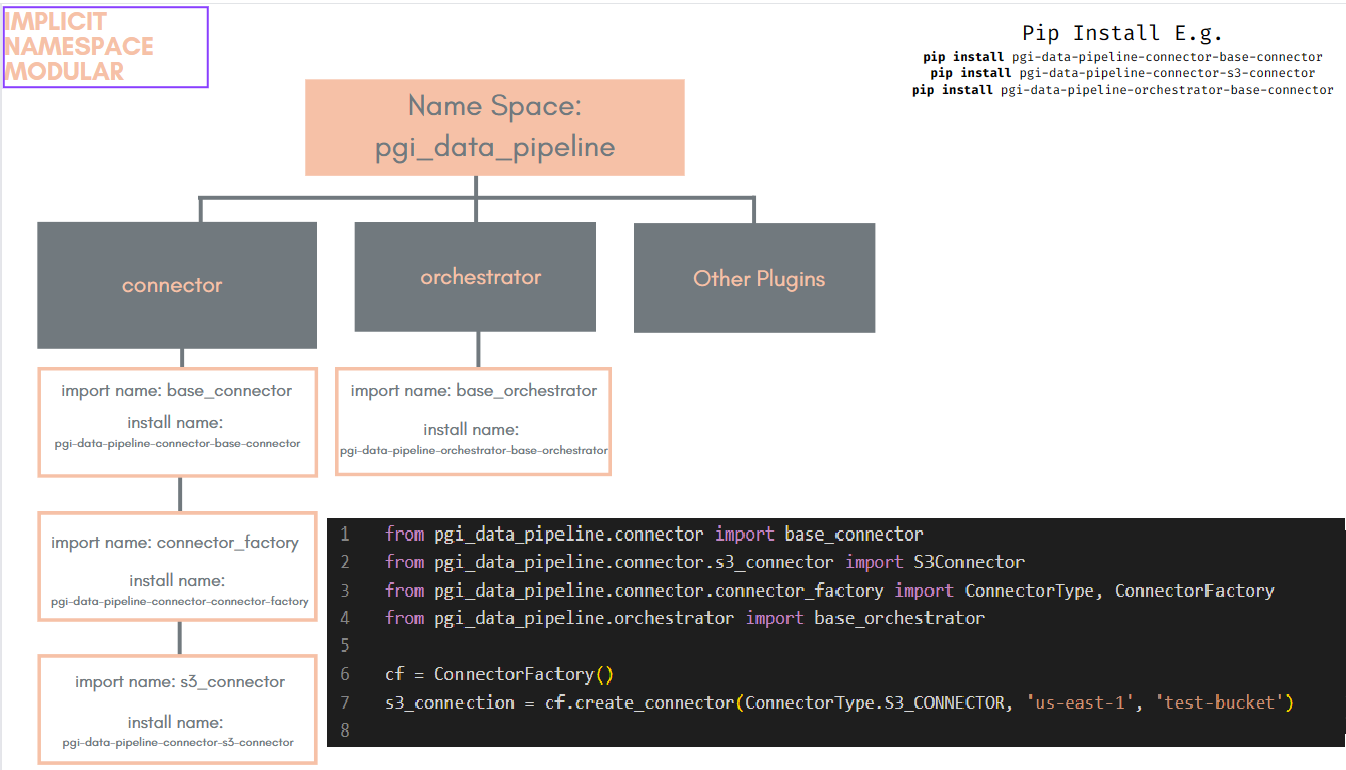 IMPLICIT
NAMESPACE
MODULAR
Pip Install E.g.
pip install pgi-data-pipeline-connector-base-connector
pip install pgi-data-pipeline-connector-s3-connector
pip install pgi-data-pipeline-orchestrator-base-connector
Name Space:
pgi_data_pipeline
connector
orchestrator
Other Plugins
import name: base_connector
install name:
pgi-data-pipeline-connector-base-connector
import name: base_orchestrator
install name:
pgi-data-pipeline-orchestrator-base-orchestrator
import name: connector_factory
install name:
pgi-data-pipeline-connector-connector-factory
import name: s3_connector
install name:
pgi-data-pipeline-connector-s3-connector
1 from pgi_data_pipeline.connector import base_connector
2 from pgi_data_pipeline.connector.s3_connector import S3Connector
3 from pgi_data_pipeline.connector.connector_factory import ConnectorType, ConnectorFactory
4 from pgi_data_pipeline.orchestrator import base_orchestrator
5
6 cf = ConnectorFactory()
7 s3_connection = cf.create_connector(ConnectorType.S3_CONNECTOR, 'us-east-1', 'test-bucket')
8